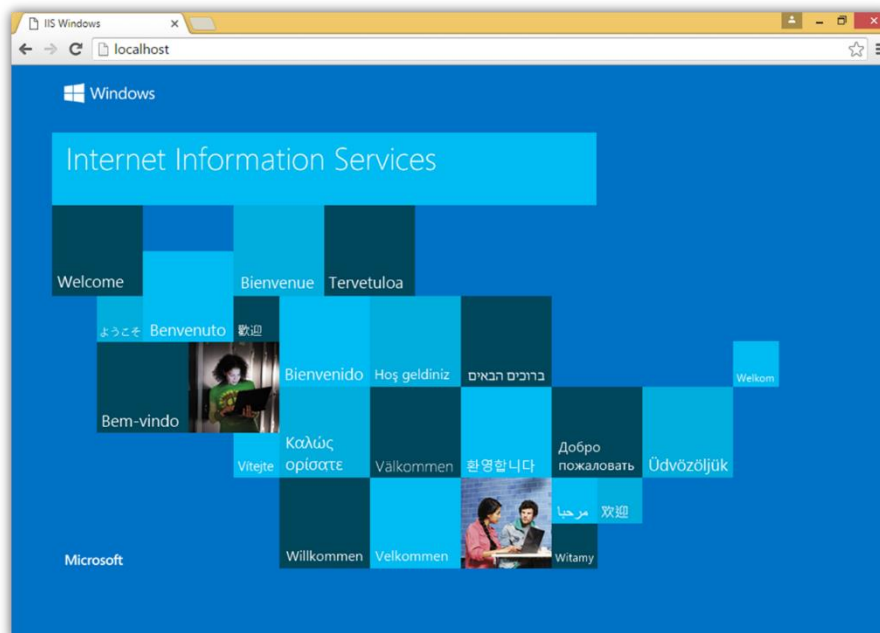 IIS Windows
localhost
Windows
Internet Information Services
Welcome
Bienvenue
Tervetuloa
ようこそ
Benvenuto
歡迎
Bienvenido
Hoş geldiniz
ברוכים הבאים
Welkom
Bem-vindo
Vítejte
Καλώς
ορίσατε
Välkommen
환영합니다
Добро
пожаловать
Üdvözöljük
Willkommen
Velkommen
مرحبا
欢迎
Witamy
Microsoft